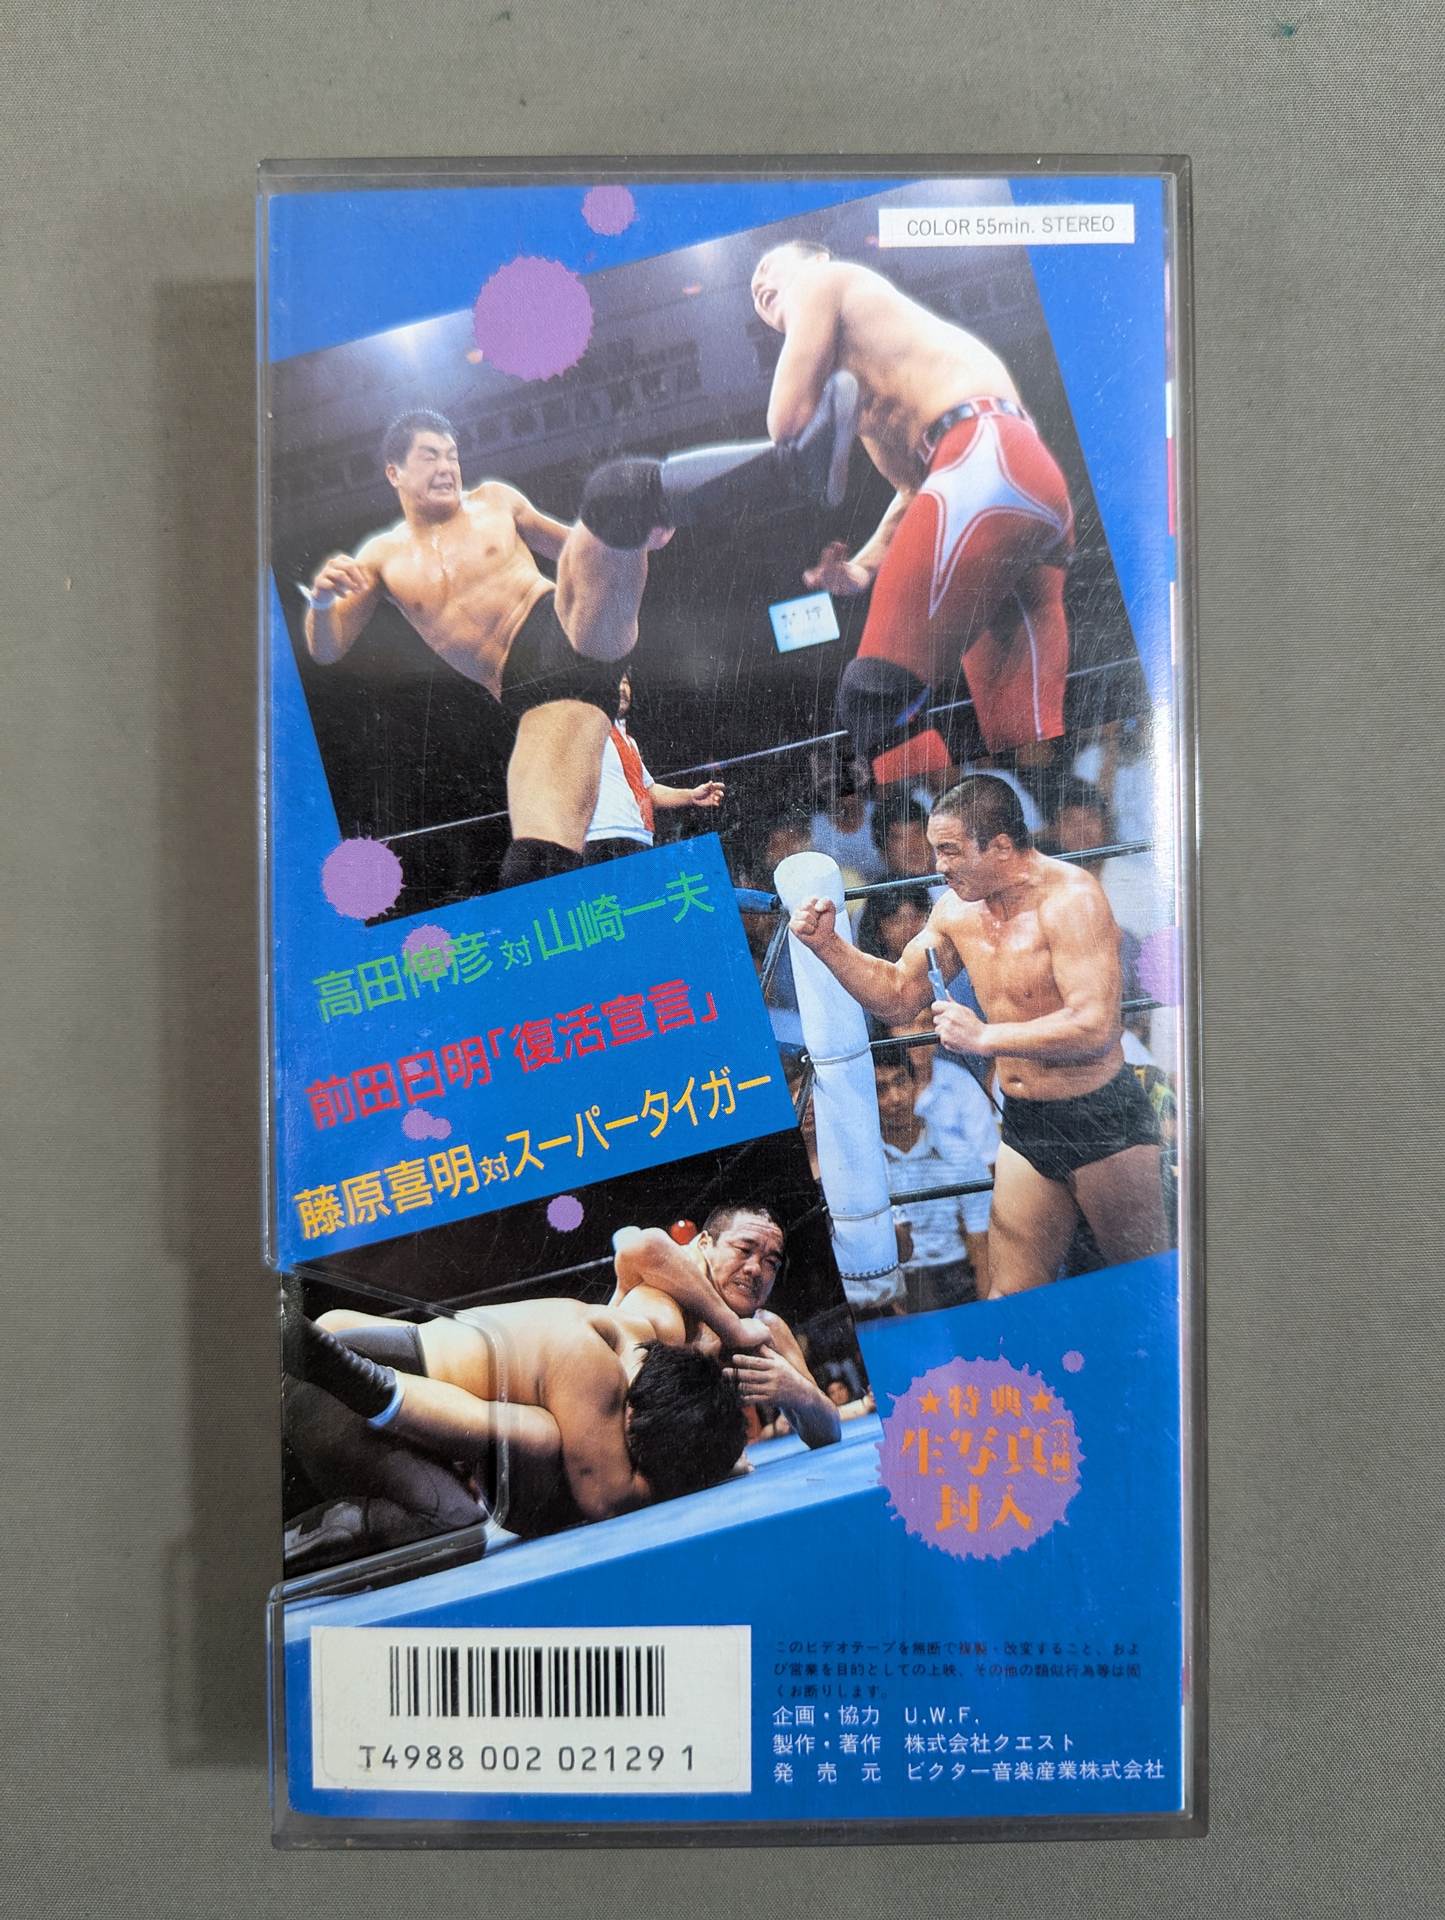 COLOR 55min. STEREO
高田伸彦 対 山崎一夫
前田日明「復活宣言」
藤原喜明 対 スーパータイガー
★特典★
生写真
封入
このビデオテープを無断で複製・改変すること、およ
び営業を目的としての上映、その他の類似行為等は固
くお断りします。
企画・協力 U.W.F.
製作・著作 株式会社クエスト
発売元 ビクター音楽産業株式会社
T4988 002 02129 1